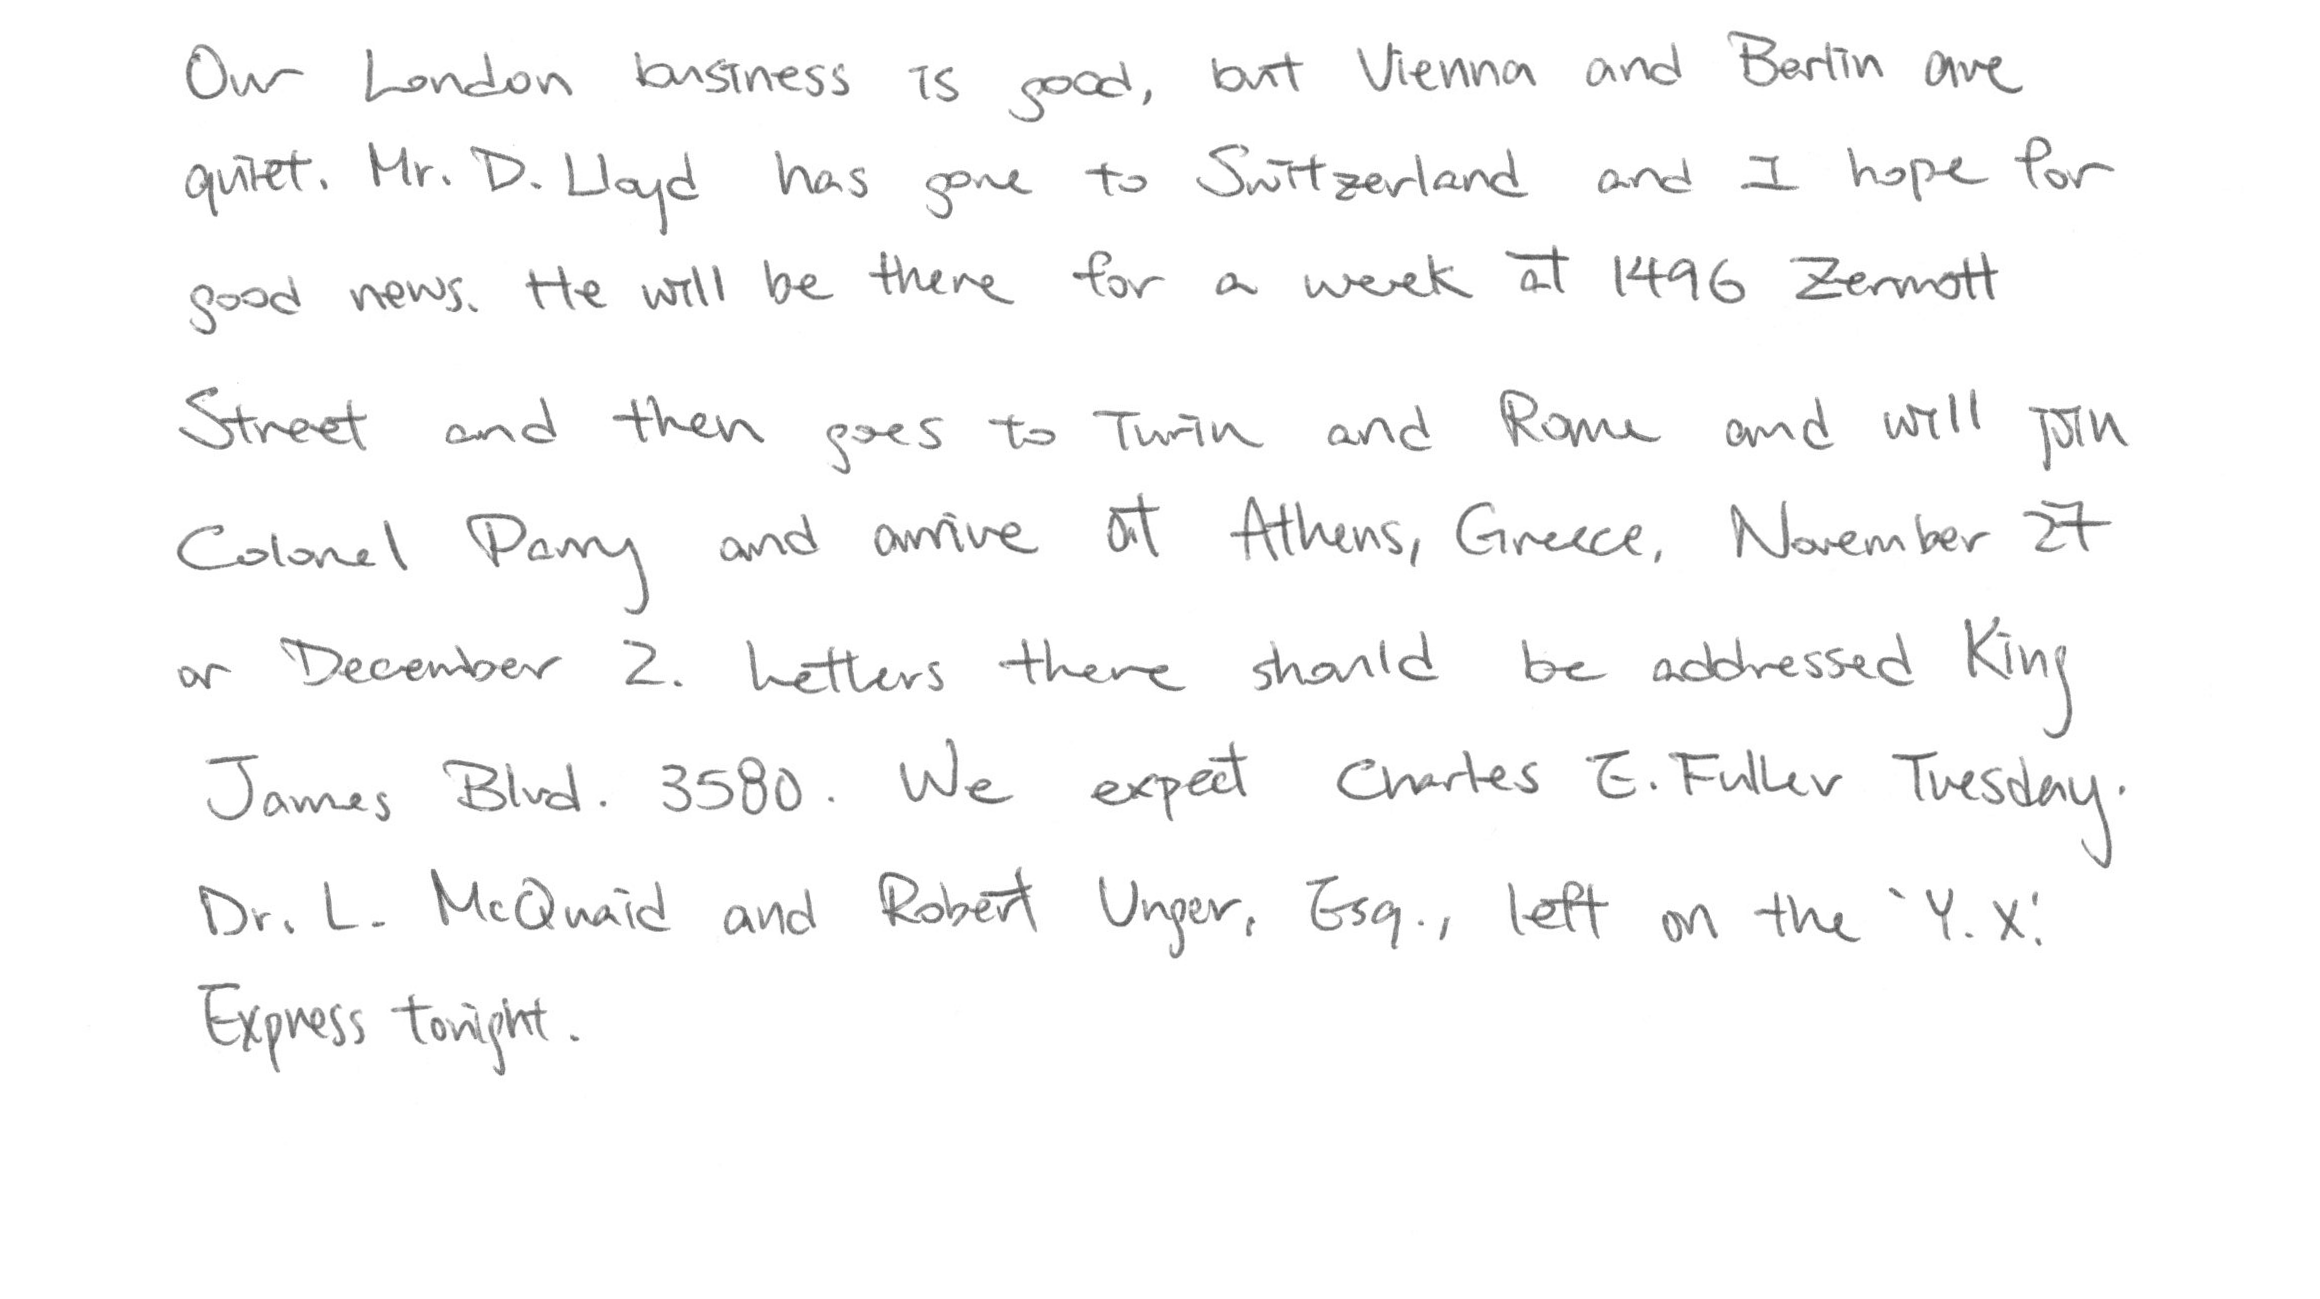 Our London business is good, but Vienna and Berlin are
quiet. Mr. D. Lloyd has gone to Switzerland and I hope for
good news. He will be there for a week at 1496 Zermott
Street and then goes to Turin and Rome and will join
Colonel Parry and arrive at Athens, Greece, November 27
or December 2. Letters there should be addressed King
James Blvd. 3580. We expect Charles E. Fuller Tuesday.
Dr. L. McQuaid and Robert Unger, Esq., left on the 'Y. X.'
Express tonight.